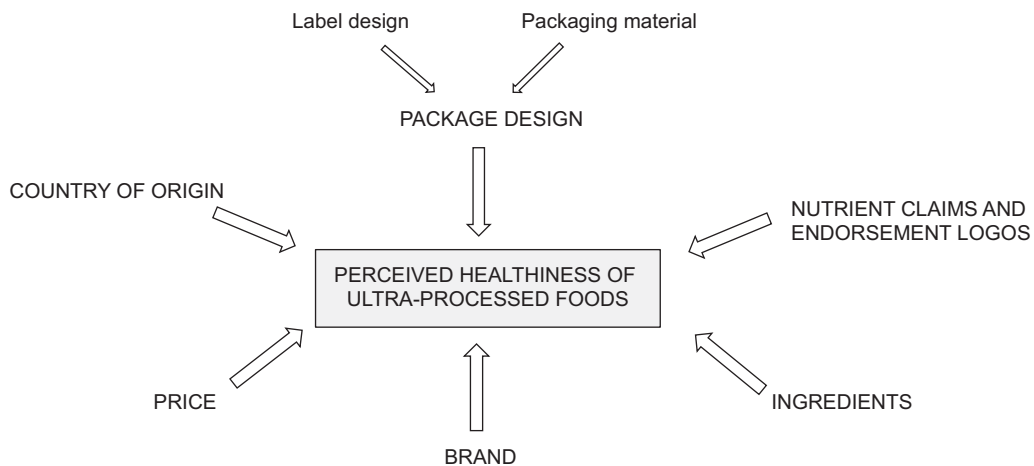 Label design
Packaging material
PACKAGE DESIGN
COUNTRY OF ORIGIN
NUTRIENT CLAIMS AND
ENDORSEMENT LOGOS
PERCEIVED HEALTHINESS OF
ULTRA-PROCESSED FOODS
PRICE
INGREDIENTS
BRAND